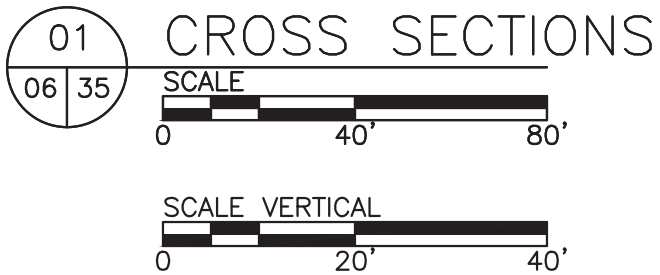 01 CROSS SECTIONS
06 35
SCALE
0 40' 80'
SCALE VERTICAL
0 20' 40'